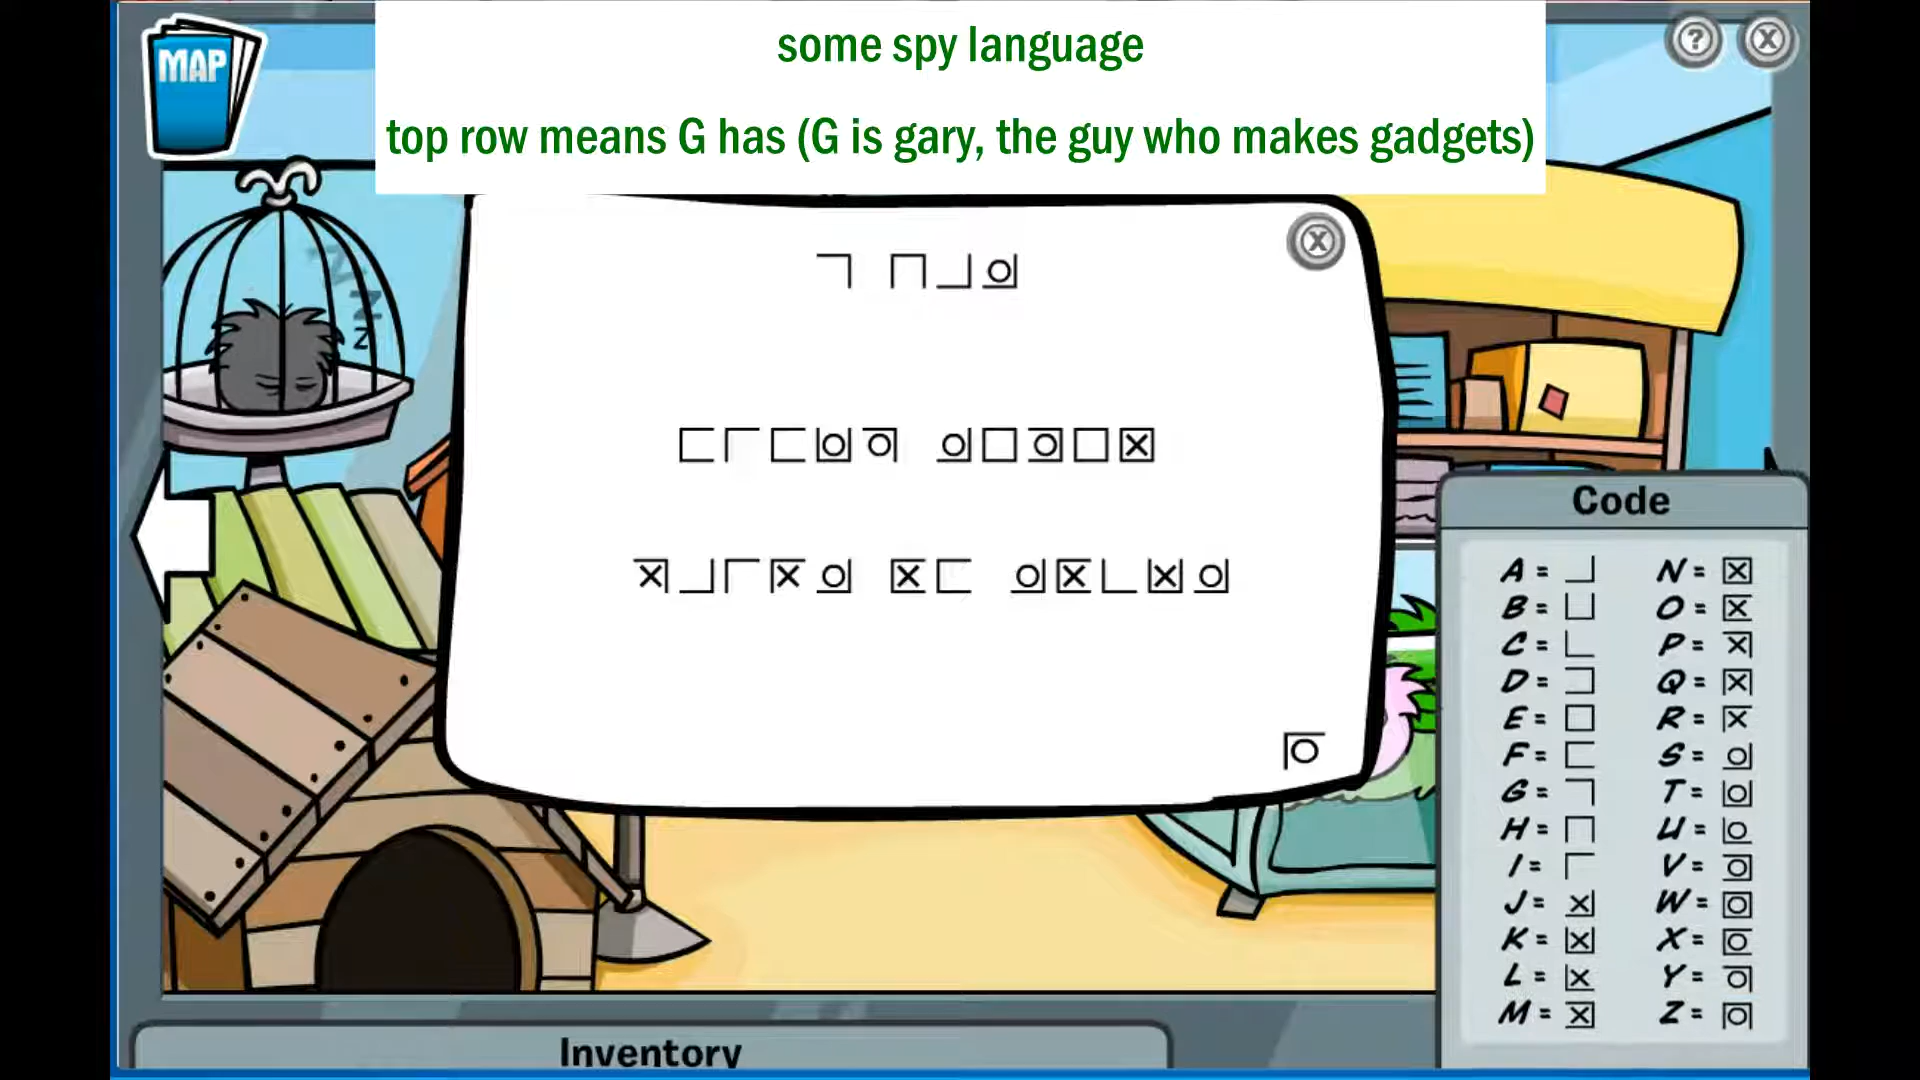 some spy language
top row means G has (G is gary, the guy who makes gadgets)
MAP
?
X
X
Z
Code
A =
B =
C =
D =
E =
F =
G =
H =
I =
J =
K =
L =
M =
N =
O =
P =
Q =
R =
S =
T =
U =
V =
W =
X =
Y =
Z =
Inventory